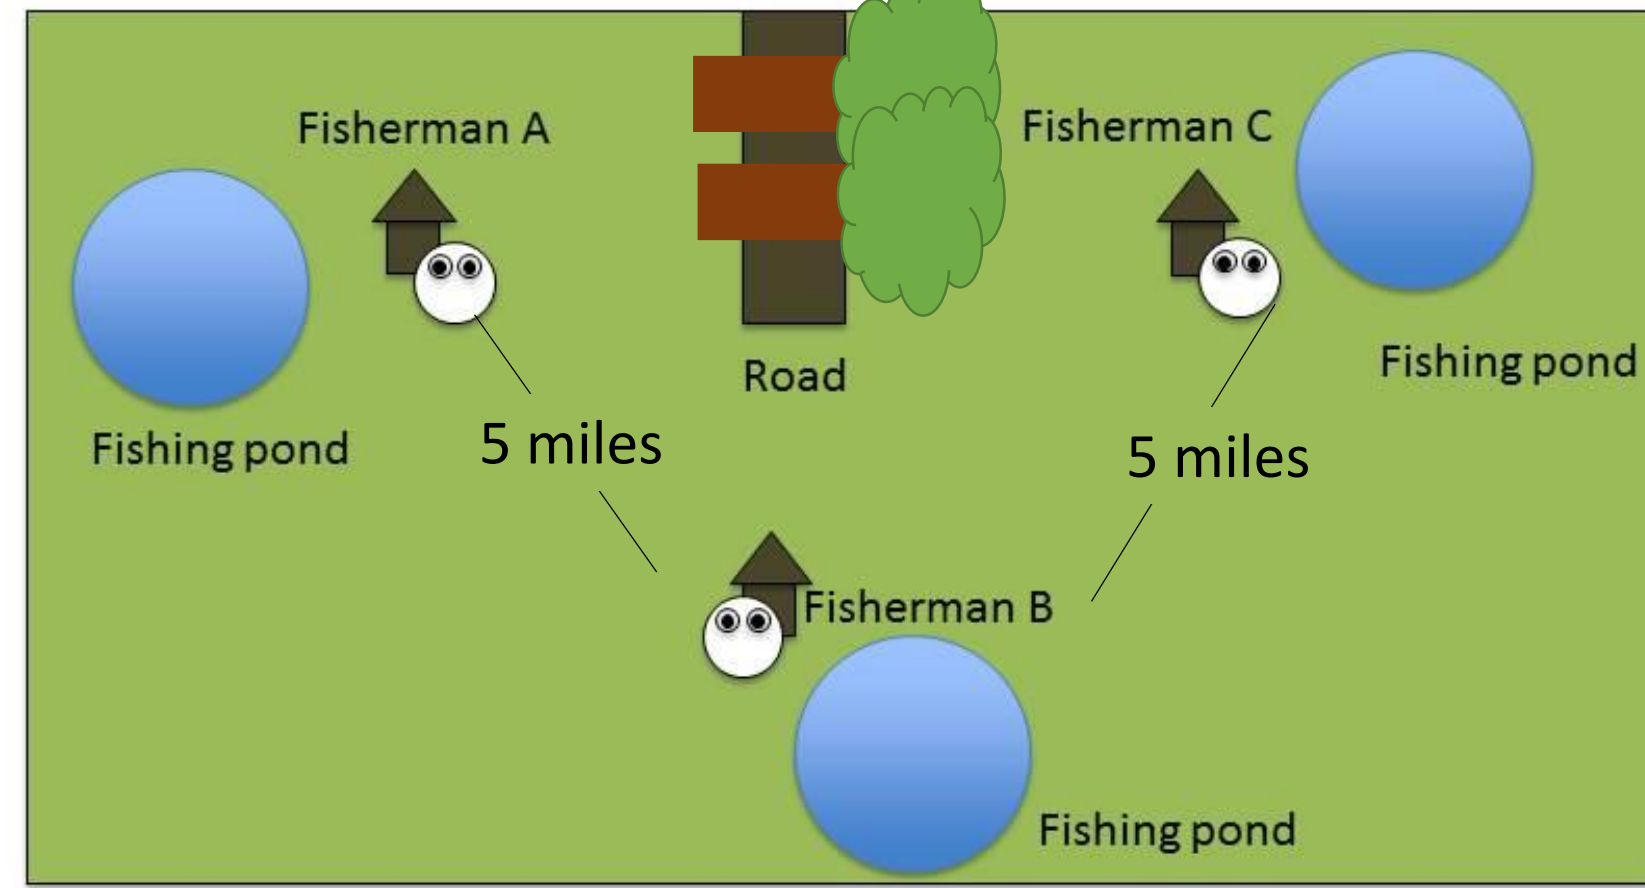 Fisherman A
Fisherman C
Road
Fishing pond
Fishing pond
5 miles
5 miles
Fisherman B
Fishing pond